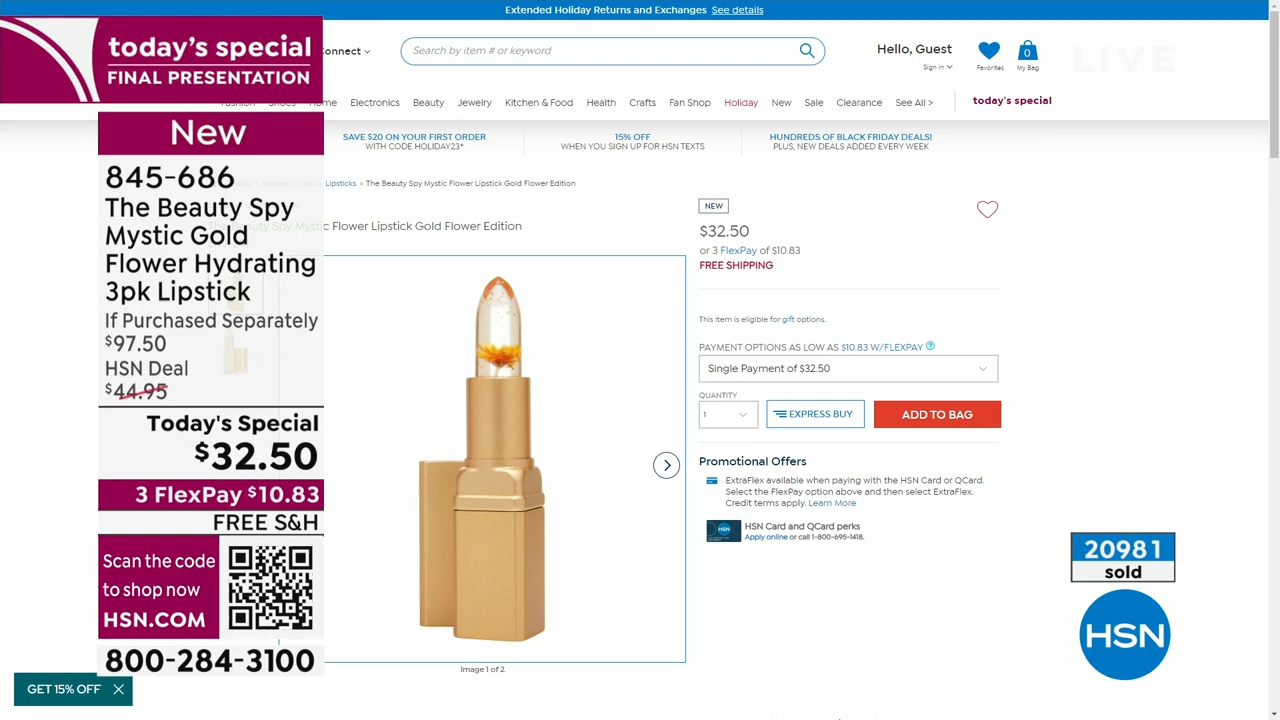 Extended Holiday Returns and Exchanges See details
today's special
FINAL PRESENTATION
onnect
Search by item # or keyword
Hello, Guest
Sign In
Favorites
0
My Bag
LIVE
Fashion Shoes Home Electronics Beauty Jewelry Kitchen & Food Health Crafts Fan Shop Holiday New Sale Clearance See All > today's special
SAVE $20 ON YOUR FIRST ORDER
WITH CODE HOLIDAY23*
15% OFF
WHEN YOU SIGN UP FOR HSN TEXTS
HUNDREDS OF BLACK FRIDAY DEALS!
PLUS, NEW DEALS ADDED EVERY WEEK
Lipsticks > The Beauty Spy Mystic Flower Lipstick Gold Flower Edition
The Beauty Spy Mystic Flower Lipstick Gold Flower Edition
New
845-686
The Beauty Spy
Mystic Gold
Flower Hydrating
3pk Lipstick
If Purchased Separately
$97.50
HSN Deal
$44.95
Today's Special
$32.50
3 FlexPay $10.83
FREE S&H
Scan the code
to shop now
HSN.COM
800-284-3100
GET 15% OFF
Image 1 of 2
NEW
$32.50
or 3 FlexPay of $10.83
FREE SHIPPING
This item is eligible for gift options.
PAYMENT OPTIONS AS LOW AS $10.83 W/FLEXPAY ?
Single Payment of $32.50
QUANTITY
1
EXPRESS BUY
ADD TO BAG
Promotional Offers
ExtraFlex available when paying with the HSN Card or QCard.
Select the FlexPay option above and then select ExtraFlex.
Credit terms apply. Learn More
HSN
HSN Card and QCard perks
Apply online or call 1-800-695-1418.
20981
sold
HSN